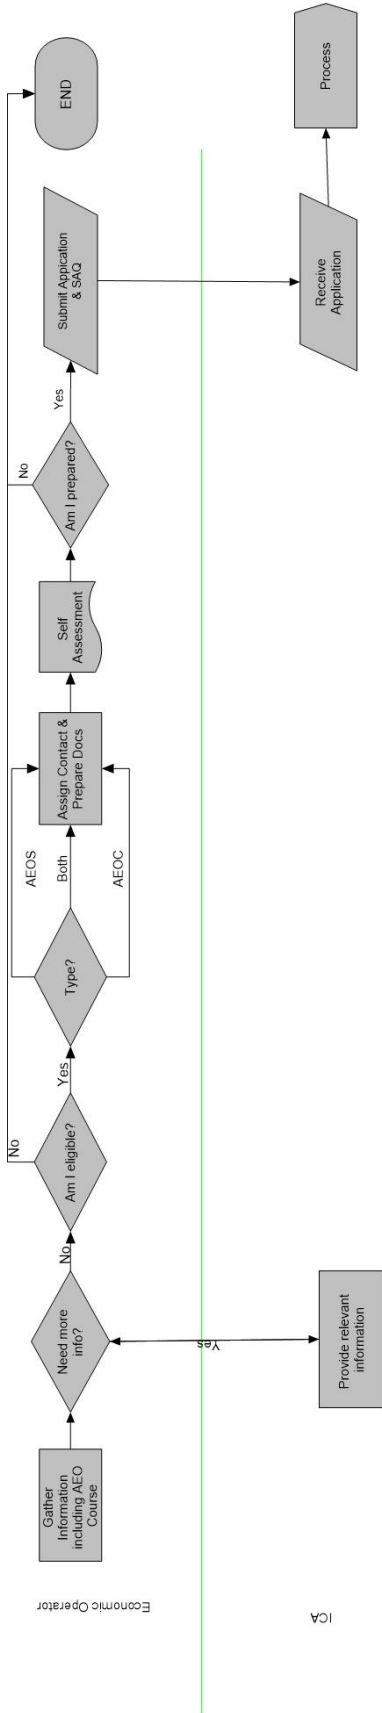 Economic Operator
Gather
Information
including AEO
Course
Need more
info?
No
Yes
Am I eligible?
No
Yes
Type?
AEOS
Both
AEOC
Assign Contact &
Prepare Docs
Self
Assessment
Am I prepared?
No
Yes
Submit Appication
& SAQ
END
ICA
Provide relevant
information
Receive
Application
Process